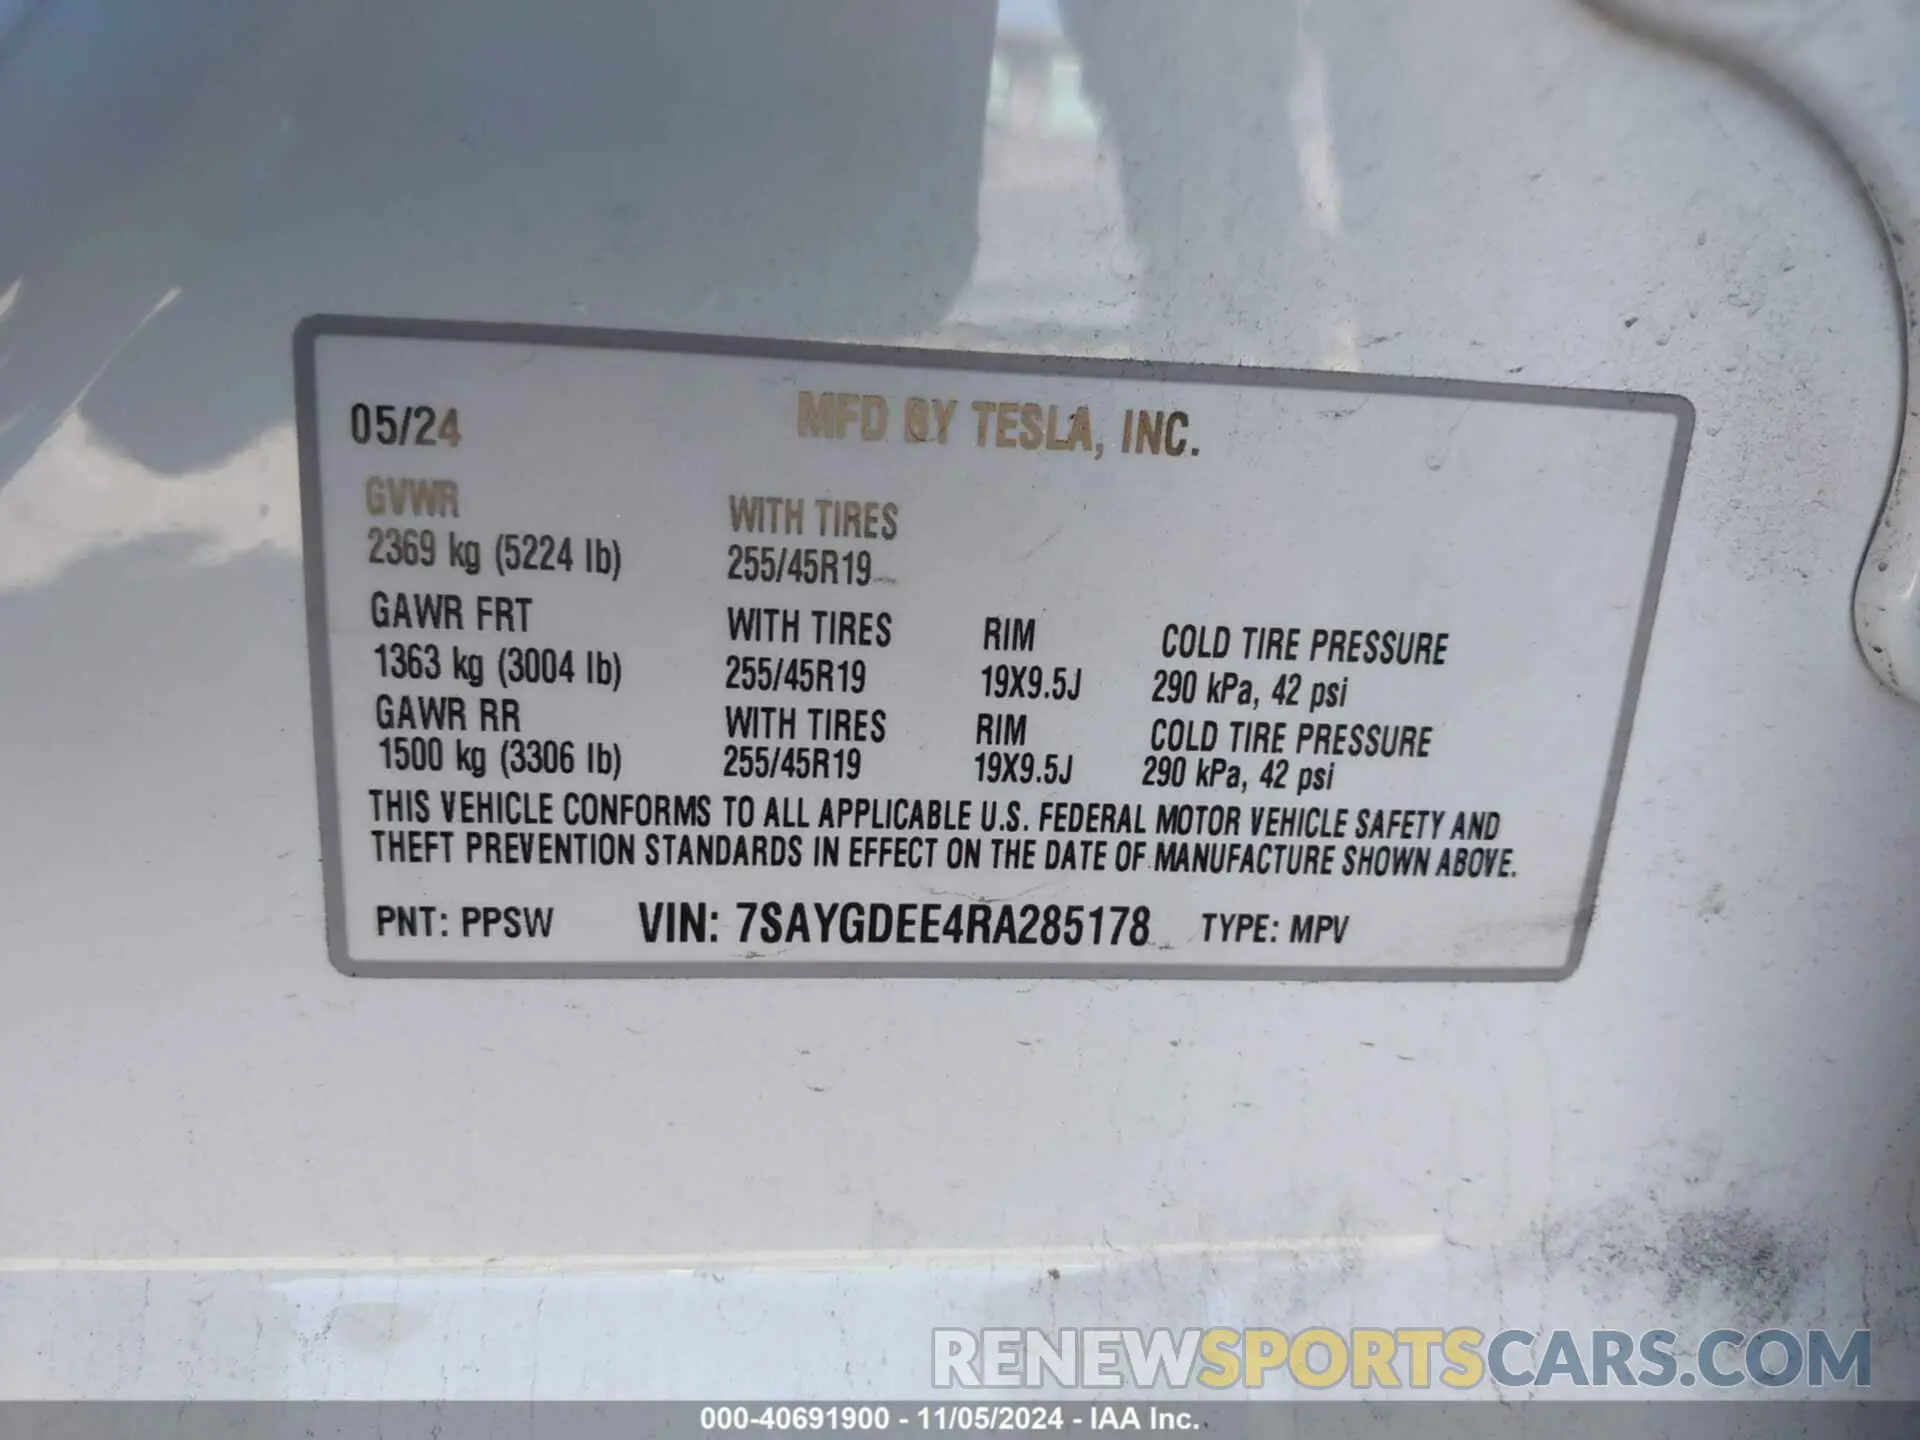 05/24 MFD BY TESLA, INC.
GVWR WITH TIRES
2369 kg (5224 lb) 255/45R19
GAWR FRT WITH TIRES RIM COLD TIRE PRESSURE
1363 kg (3004 lb) 255/45R19 19X9.5J 290 kPa, 42 psi
GAWR RR WITH TIRES RIM COLD TIRE PRESSURE
1500 kg (3306 lb) 255/45R19 19X9.5J 290 kPa, 42 psi
THIS VEHICLE CONFORMS TO ALL APPLICABLE U.S. FEDERAL MOTOR VEHICLE SAFETY AND
THEFT PREVENTION STANDARDS IN EFFECT ON THE DATE OF MANUFACTURE SHOWN ABOVE.
PNT: PPSW VIN: 7SAYGDEE4RA285178 TYPE: MPV
RENEWSPORTSCARS.COM
000-40691900 - 11/05/2024 - IAA Inc.